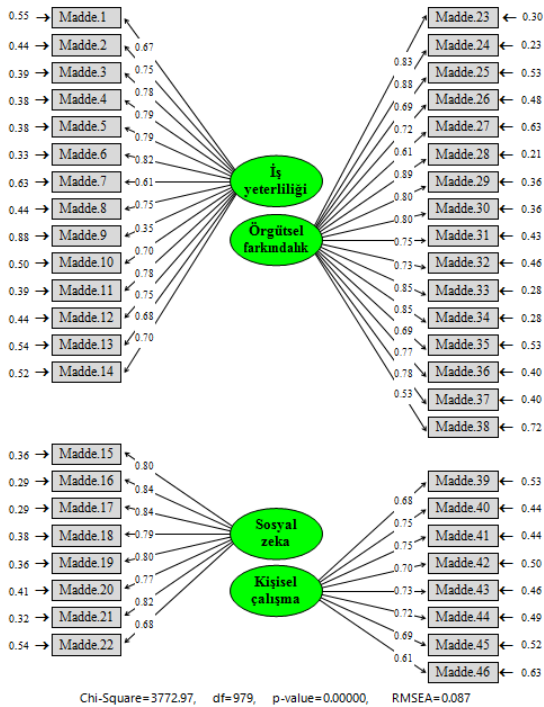 0.55 Madde.1
0.44 Madde.2
0.39 Madde.3
0.38 Madde.4
0.38 Madde.5
0.33 Madde.6
0.63 Madde.7
0.44 Madde.8
0.88 Madde.9
0.50 Madde.10
0.39 Madde.11
0.44 Madde.12
0.54 Madde.13
0.52 Madde.14
0.67
0.75
0.78
0.79
0.79
0.82
0.61
0.75
0.35
0.70
0.78
0.75
0.68
0.70
İş
yeterliliği
Örgütsel
farkındalık
0.83
0.88
0.69
0.72
0.61
0.89
0.80
0.80
0.75
0.73
0.85
0.85
0.69
0.77
0.78
0.53
Madde.23 0.30
Madde.24 0.23
Madde.25 0.53
Madde.26 0.48
Madde.27 0.63
Madde.28 0.21
Madde.29 0.36
Madde.30 0.36
Madde.31 0.43
Madde.32 0.46
Madde.33 0.28
Madde.34 0.28
Madde.35 0.53
Madde.36 0.40
Madde.37 0.40
Madde.38 0.72
0.36 Madde.15
0.29 Madde.16
0.29 Madde.17
0.38 Madde.18
0.36 Madde.19
0.41 Madde.20
0.32 Madde.21
0.54 Madde.22
0.80
0.84
0.84
0.79
0.80
0.77
0.82
0.68
Sosyal
zeka
Kişisel
çalışma
0.68
0.75
0.75
0.70
0.73
0.72
0.69
0.61
Madde.39 0.53
Madde.40 0.44
Madde.41 0.44
Madde.42 0.50
Madde.43 0.46
Madde.44 0.49
Madde.45 0.52
Madde.46 0.63
Chi-Square=3772.97, df=979, p-value=0.00000, RMSEA=0.087